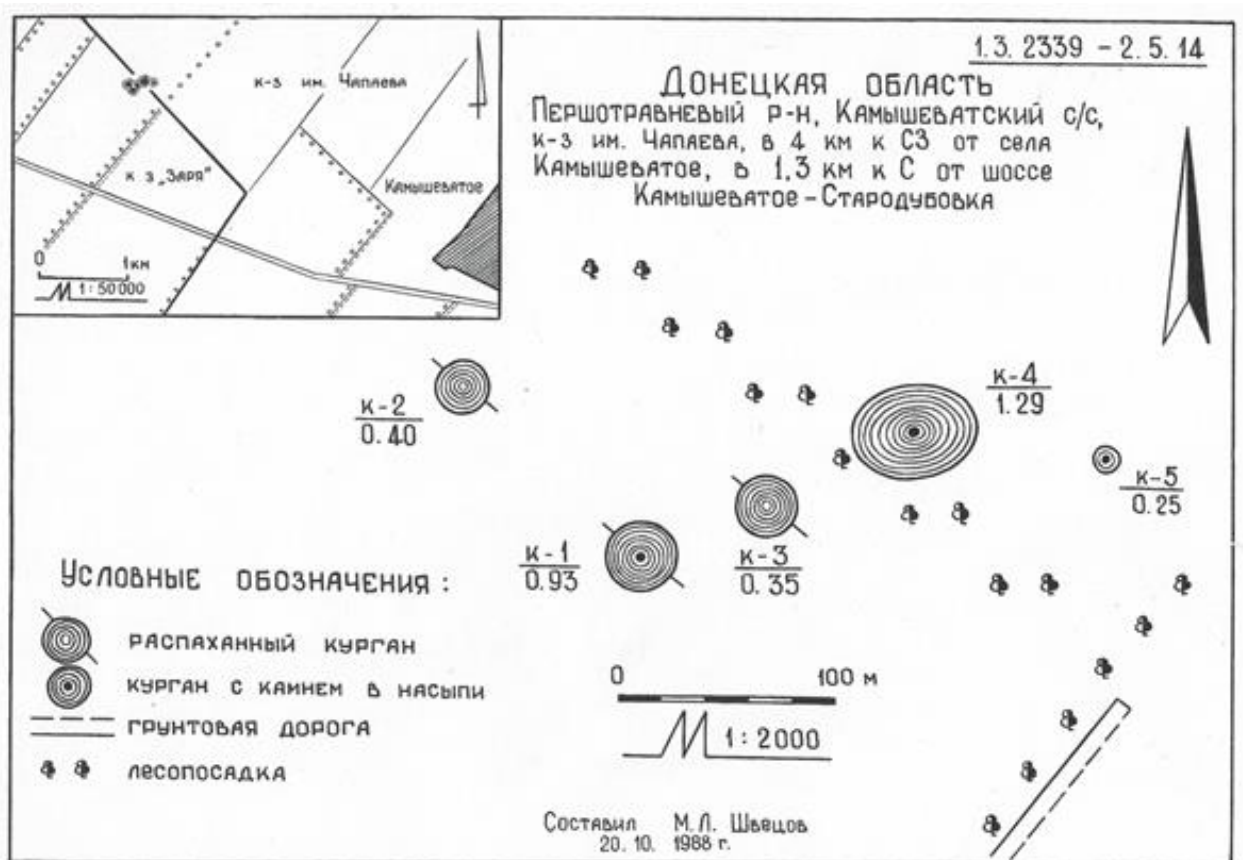 к-з им. Чапаева
к з „Заря"
Камышеватое
0 1км
1:50000
1.3.2339 – 2.5.14
Донецкая область
Першотравневый р-н, Камышеватский с/с,
к-з им. Чапаева, в 4 км к СЗ от села
Камышеватое, в 1,3 км к С от шоссе
Камышеватое – Стародубовка
к-2
0.40
к-4
1.29
к-5
0.25
к-1
0.93
к-3
0.35
Условные обозначения:
распаханный курган
курган с камнем в насыпи
грунтовая дорога
лесопосадка
0 100 м
1:2000
Составил М.Л. Швецов
20.10. 1988 г.